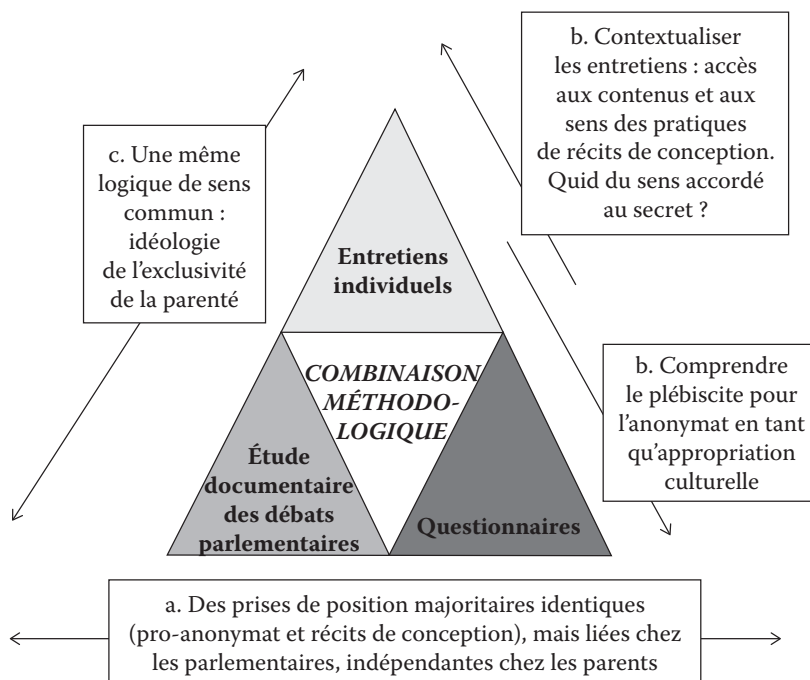 b. Contextualiser
les entretiens : accès
aux contenus et aux
sens des pratiques
de récits de conception.
Quid du sens accordé
au secret ?
c. Une même
logique de sens
commun :
idéologie
de l’exclusivité
de la parenté
Entretiens
individuels
COMBINAISON
MÉTHODO-
LOGIQUE
b. Comprendre
le plébiscite pour
l’anonymat en tant
qu’appropriation
culturelle
Étude
documentaire
des débats
parlementaires
Questionnaires
a. Des prises de position majoritaires identiques
(pro-anonymat et récits de conception), mais liées chez
les parlementaires, indépendantes chez les parents